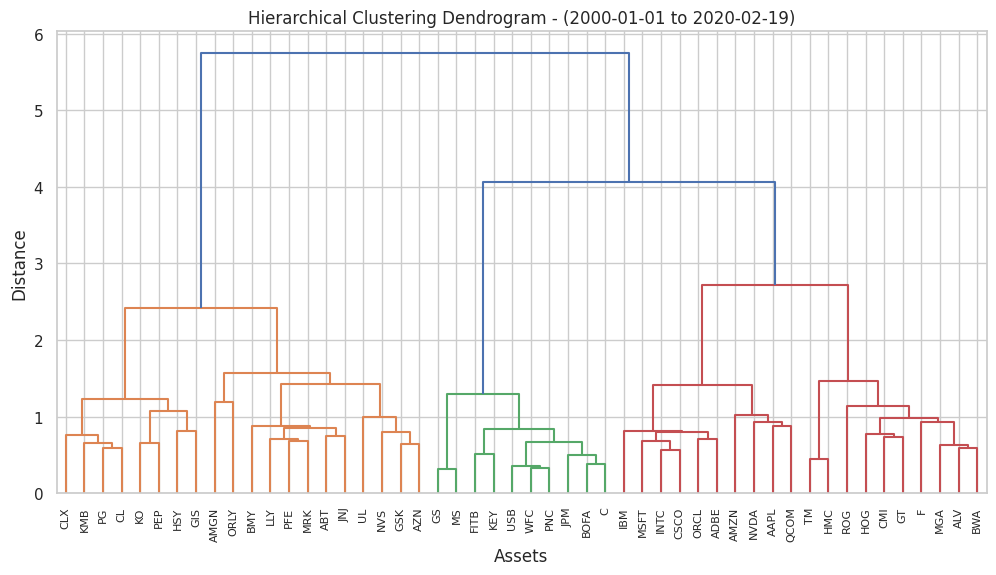 Hierarchical Clustering Dendrogram - (2000-01-01 to 2020-02-19)
Distance
6
5
4
3
2
1
0
CLX KMB PG CL KO PEP HSY GIS AMGN ORLY BMY LLY PFE MRK ABT JNJ UL NVS GSK AZN GS MS FITB KEY USB WFC PNC JPM BOFA C IBM MSFT INTC CSCO ORCL ADBE AMZN NVDA AAPL QCOM TM HMC ROG HOG CMI GT F MGA ALV BWA
Assets